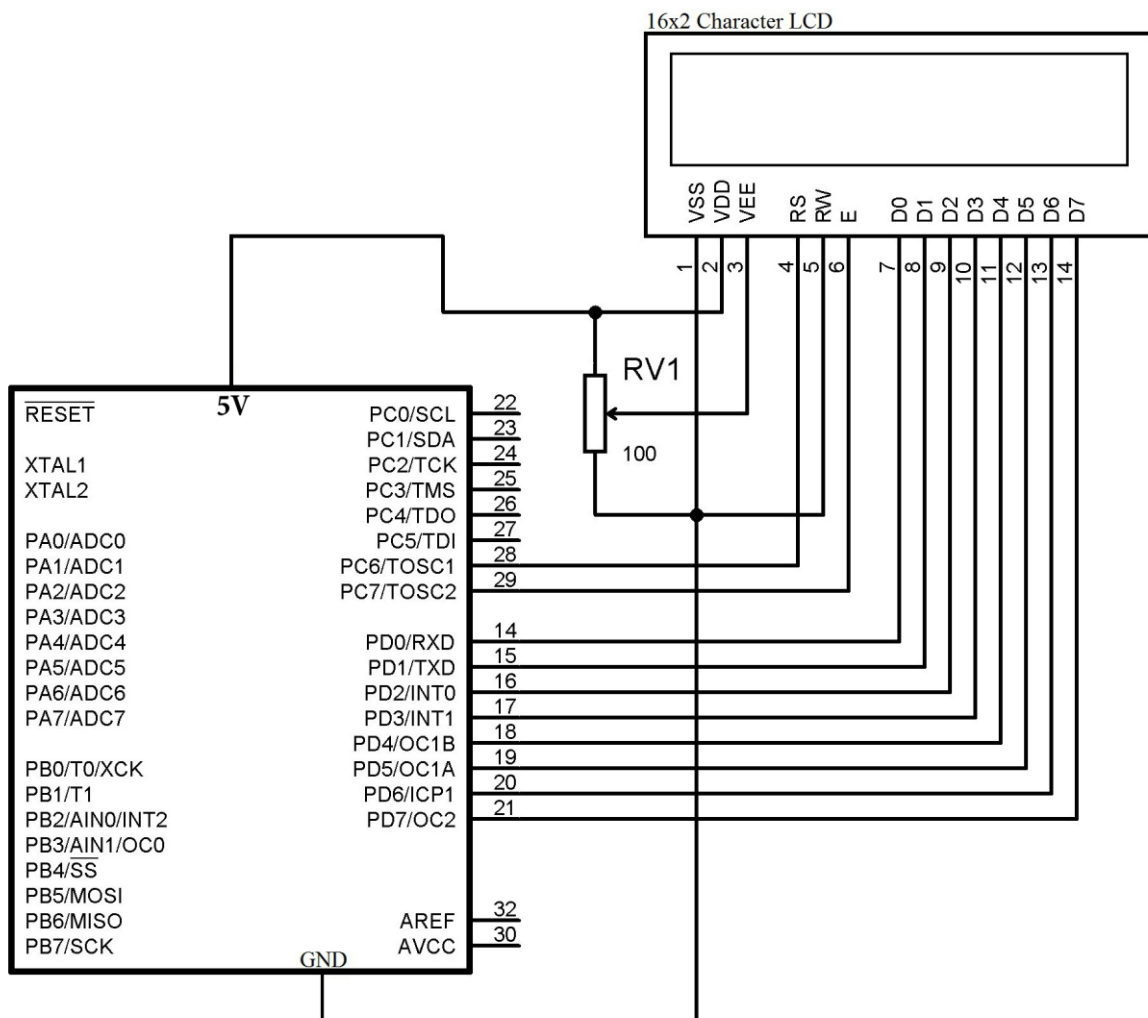 16x2 Character LCD
VSS
VDD
VEE
RS
RW
E
D0
D1
D2
D3
D4
D5
D6
D7
1
2
3
4
5
6
7
8
9
10
11
12
13
14
RV1
100
5V
RESET
XTAL1
XTAL2
PA0/ADC0
PA1/ADC1
PA2/ADC2
PA3/ADC3
PA4/ADC4
PA5/ADC5
PA6/ADC6
PA7/ADC7
PB0/T0/XCK
PB1/T1
PB2/AIN0/INT2
PB3/AIN1/OC0
PB4/SS
PB5/MOSI
PB6/MISO
PB7/SCK
PC0/SCL 22
PC1/SDA 23
PC2/TCK 24
PC3/TMS 25
PC4/TDO 26
PC5/TDI 27
PC6/TOSC1 28
PC7/TOSC2 29
PD0/RXD 14
PD1/TXD 15
PD2/INT0 16
PD3/INT1 17
PD4/OC1B 18
PD5/OC1A 19
PD6/ICP1 20
PD7/OC2 21
AREF 32
AVCC 30
GND